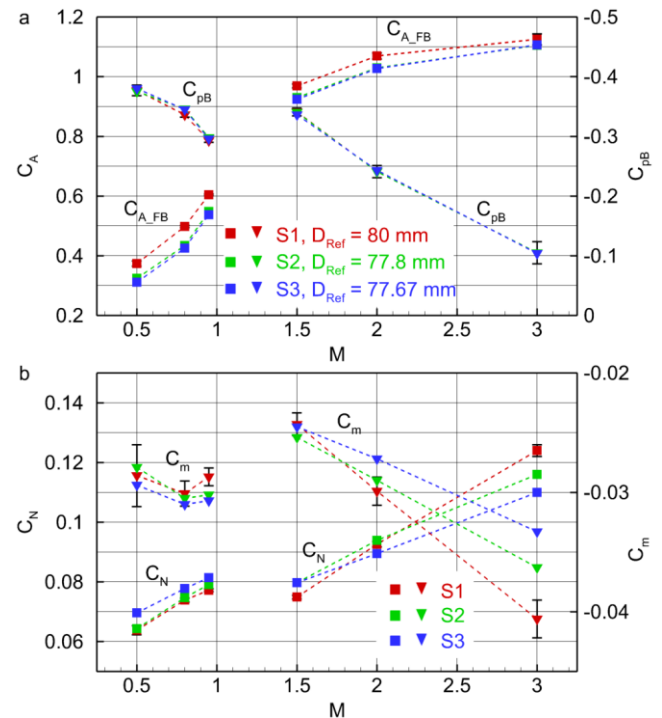 a
1.2
1
0.8
0.6
0.4
0.2
C_A
-0.5
-0.4
-0.3
-0.2
-0.1
0
C_pB
C_A_FB
C_pB
C_A_FB
C_pB
S1, D_Ref = 80 mm
S2, D_Ref = 77.8 mm
S3, D_Ref = 77.67 mm
0.5 1 1.5 2 2.5 3
M
b
0.14
0.12
0.1
0.08
0.06
C_N
-0.02
-0.03
-0.04
C_m
C_m
C_m
C_N
C_N
S1
S2
S3
0.5 1 1.5 2 2.5 3
M